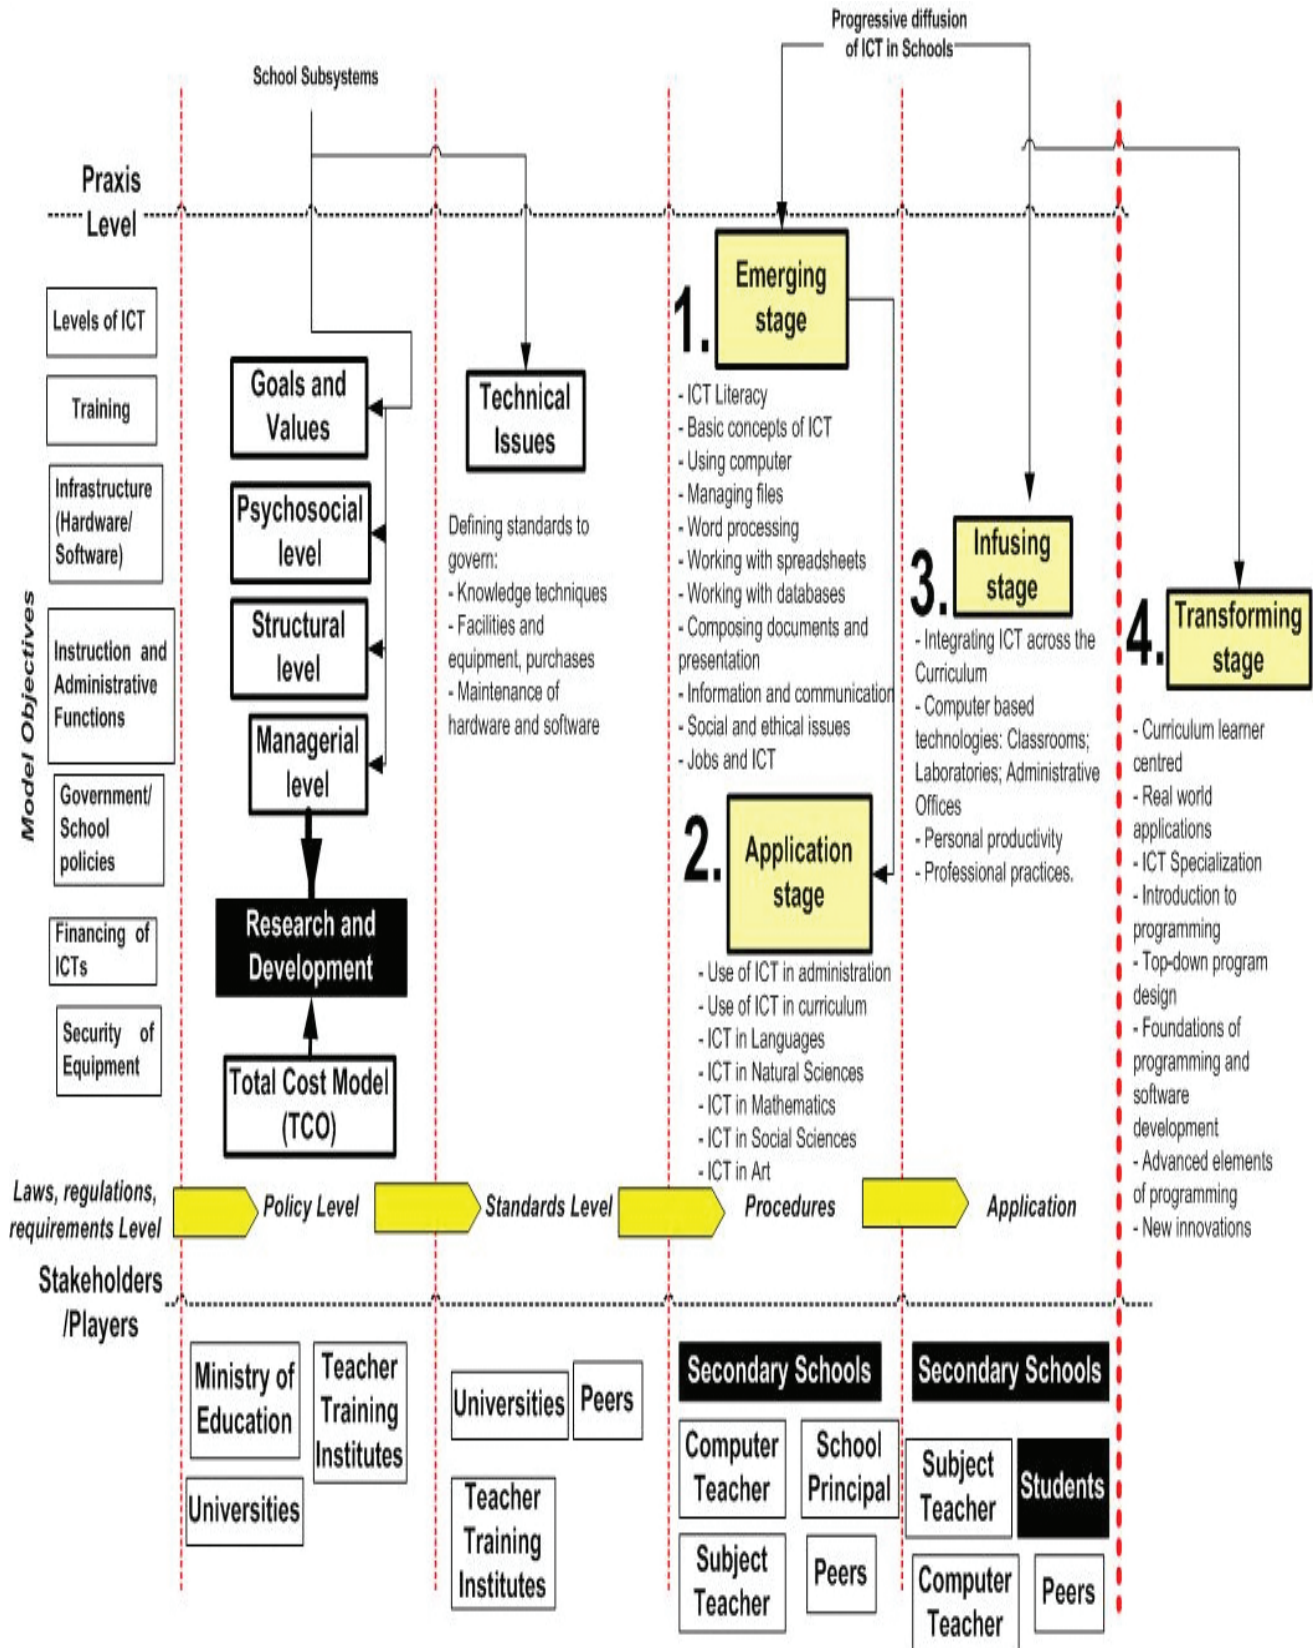 Progressive diffusion
of ICT in Schools
School Subsystems
Praxis
Level
Model Objectives
Levels of ICT
Training
Infrastructure
(Hardware/
Software)
Instruction and
Administrative
Functions
Government/
School
policies
Financing of
ICTs
Security of
Equipment
Goals and
Values
Psychosocial
level
Structural
level
Managerial
level
Research and
Development
Total Cost Model
(TCO)
Technical
Issues
Defining standards to
govern:
- Knowledge techniques
- Facilities and
equipment, purchases
- Maintenance of
hardware and software
1.
Emerging
stage
- ICT Literacy
- Basic concepts of ICT
- Using computer
- Managing files
- Word processing
- Working with spreadsheets
- Working with databases
- Composing documents and
presentation
- Information and communication
- Social and ethical issues
- Jobs and ICT
2.
Application
stage
- Use of ICT in administration
- Use of ICT in curriculum
- ICT in Languages
- ICT in Natural Sciences
- ICT in Mathematics
- ICT in Social Sciences
- ICT in Art
3.
Infusing
stage
- Integrating ICT across the
Curriculum
- Computer based
technologies: Classrooms;
Laboratories; Administrative
Offices
- Personal productivity
- Professional practices.
4.
Transforming
stage
- Curriculum learner
centred
- Real world
applications
- ICT Specialization
- Introduction to
programming
- Top-down program
design
- Foundations of
programming and
software
development
- Advanced elements
of programming
- New innovations
Laws, regulations,
requirements Level
Policy Level
Standards Level
Procedures
Application
Stakeholders
/Players
Ministry of
Education
Teacher
Training
Institutes
Universities
Universities
Peers
Teacher
Training
Institutes
Secondary Schools
Computer
Teacher
School
Principal
Subject
Teacher
Peers
Secondary Schools
Subject
Teacher
Students
Computer
Teacher
Peers